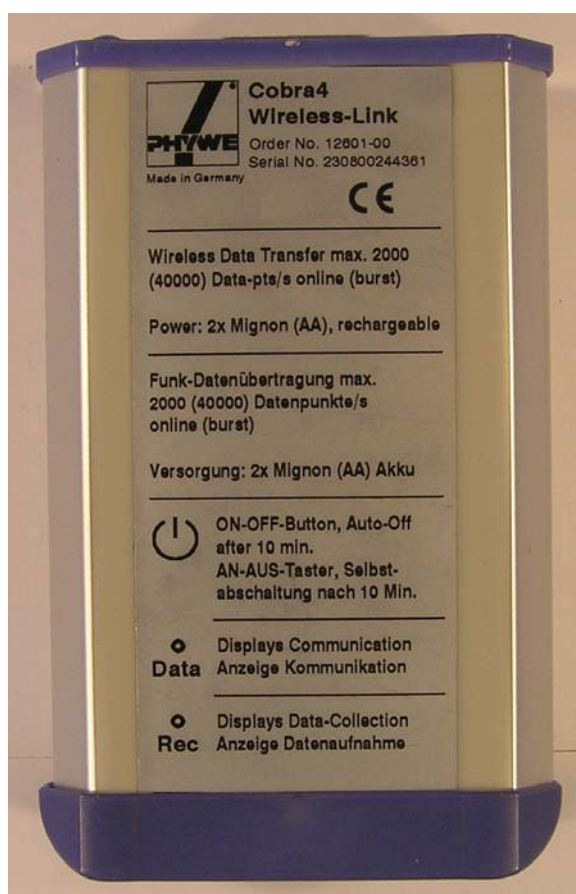 PHYWE
Made in Germany
Cobra4
Wireless-Link
Order No. 12601-00
Serial No. 230800244361
CE
Wireless Data Transfer max. 2000
(40000) Data-pts/s online (burst)
Power: 2x Mignon (AA), rechargeable
Funk-Datenübertragung max.
2000 (40000) Datenpunkte/s
online (burst)
Versorgung: 2x Mignon (AA) Akku
ON-OFF-Button, Auto-Off
after 10 min.
AN-AUS-Taster, Selbst-
abschaltung nach 10 Min.
Data
Displays Communication
Anzeige Kommunikation
Rec
Displays Data-Collection
Anzeige Datenaufnahme